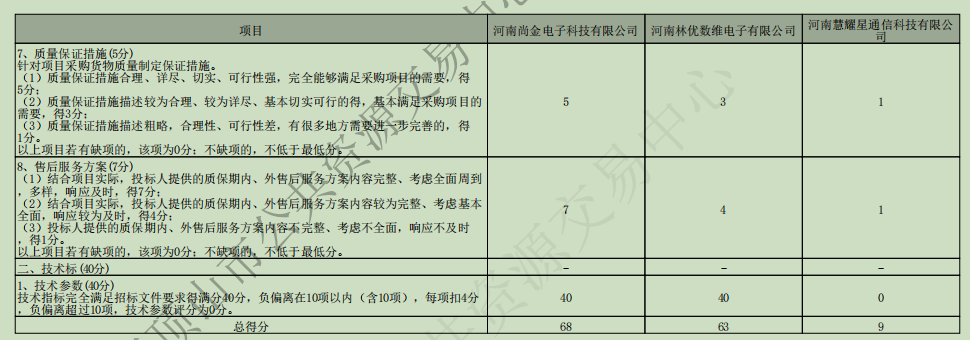 项目 河南尚金电子科技有限公司 河南林优数维电子有限公司 河南慧耀星通信科技有限公
司
7、质量保证措施(5分)
针对项目采购货物质量制定保证措施。
（1）质量保证措施合理、详尽、切实、可行性强，完全能够满足采购项目的需要，得
5分；
（2）质量保证措施描述较为合理、较为详尽、基本切实可行的得，基本满足采购项目的
需要，得3分；
（3）质量保证措施描述粗略，合理性、可行性差，有很多地方需要进一步完善的，得
1分。
以上项目若有缺项的，该项为0分；不缺项的，不低于最低分。
5 3 1
8、售后服务方案(7分)
（1）结合项目实际，投标人提供的质保期内、外售后服务方案内容完整、考虑全面周到
，多样，响应及时，得7分；
（2）结合项目实际，投标人提供的质保期内、外售后服务方案内容较为完整、考虑基本
全面，响应较为及时，得4分；
（3）投标人提供的质保期内、外售后服务方案内容不完整、考虑不全面，响应不及时
，得1分。
以上项目若有缺项的，该项为0分；不缺项的，不低于最低分。
7 4 1
二、技术标(40分) － － －
1、技术参数(40分)
技术指标完全满足招标文件要求得满分40分，负偏离在10项以内（含10项），每项扣4分
，负偏离超过10项，技术参数评分为0分。
40 40 0
总得分 68 63 9
顶山市公共资源交易中心
公共资源交易中心